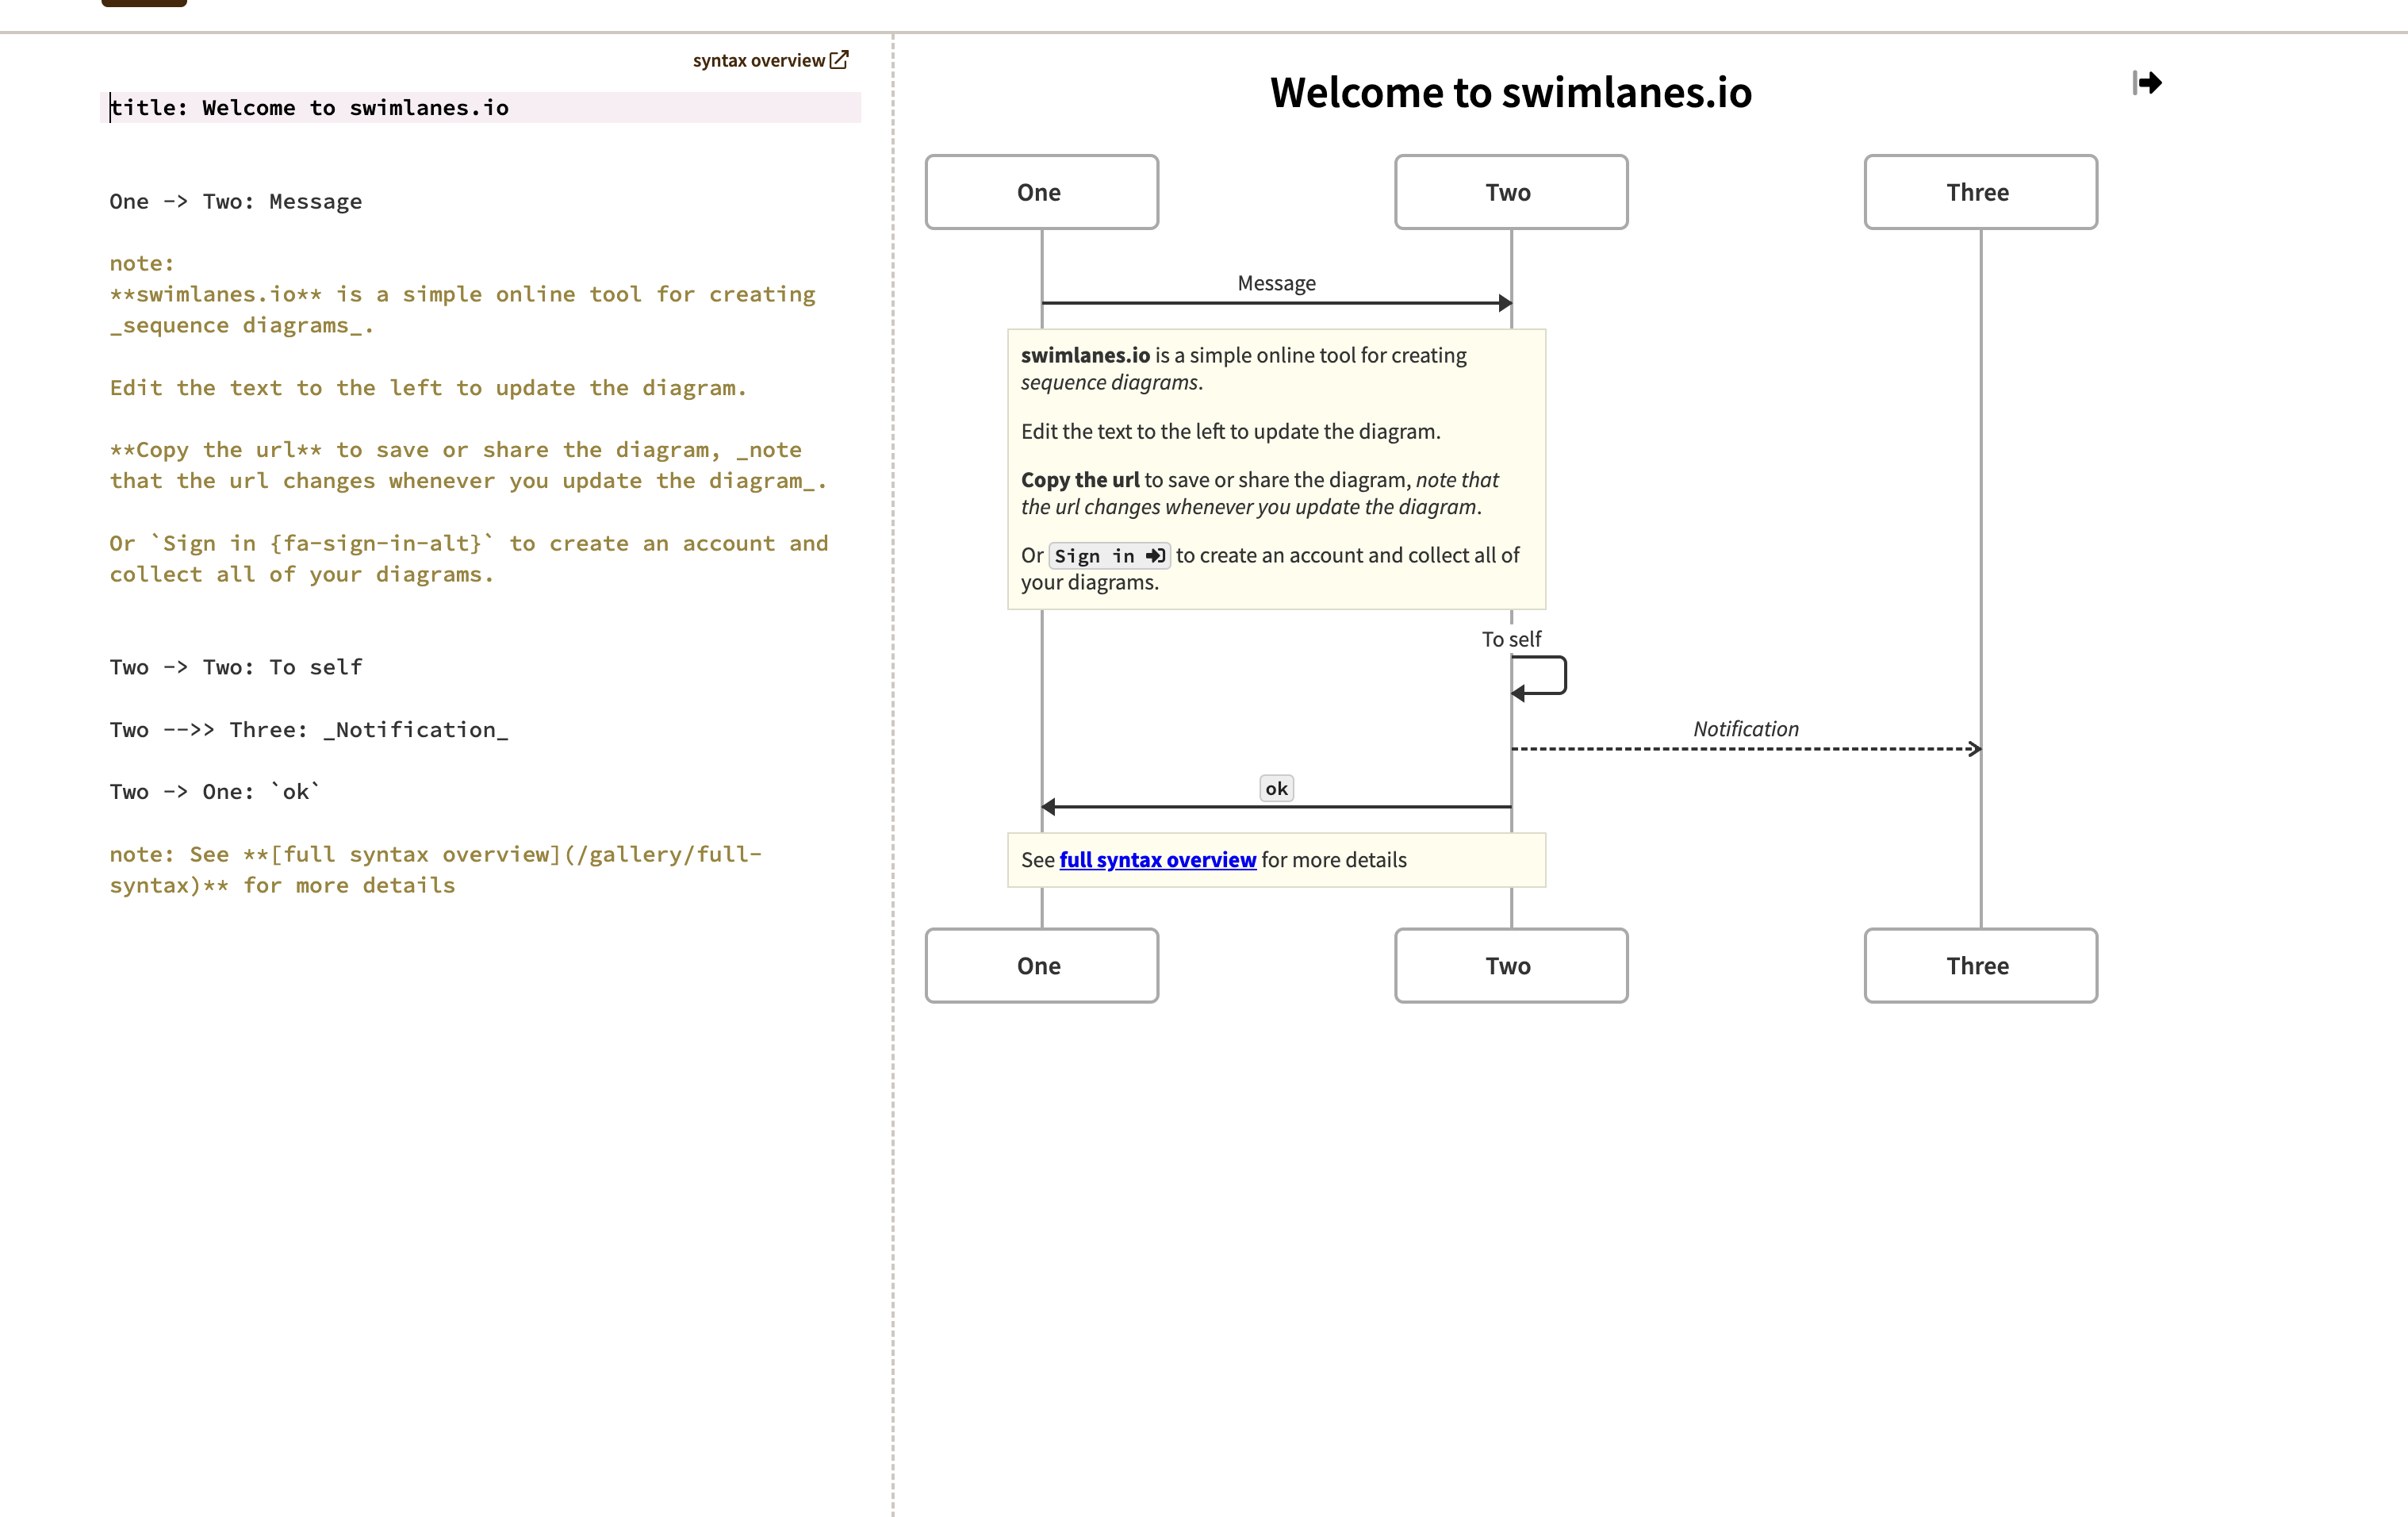 syntax overview
title: Welcome to swimlanes.io
One -> Two: Message
note:
**swimlanes.io** is a simple online tool for creating
_sequence diagrams_.
Edit the text to the left to update the diagram.
**Copy the url** to save or share the diagram, _note
that the url changes whenever you update the diagram_.
Or `Sign in {fa-sign-in-alt}` to create an account and
collect all of your diagrams.
Two -> Two: To self
Two -->> Three: _Notification_
Two -> One: `ok`
note: See **[full syntax overview](/gallery/full-
syntax)** for more details
Welcome to swimlanes.io
One Two Three
Message
swimlanes.io is a simple online tool for creating
sequence diagrams.
Edit the text to the left to update the diagram.
Copy the url to save or share the diagram, note that
the url changes whenever you update the diagram.
Or Sign in to create an account and collect all of
your diagrams.
To self
Notification
ok
See full syntax overview for more details
One Two Three